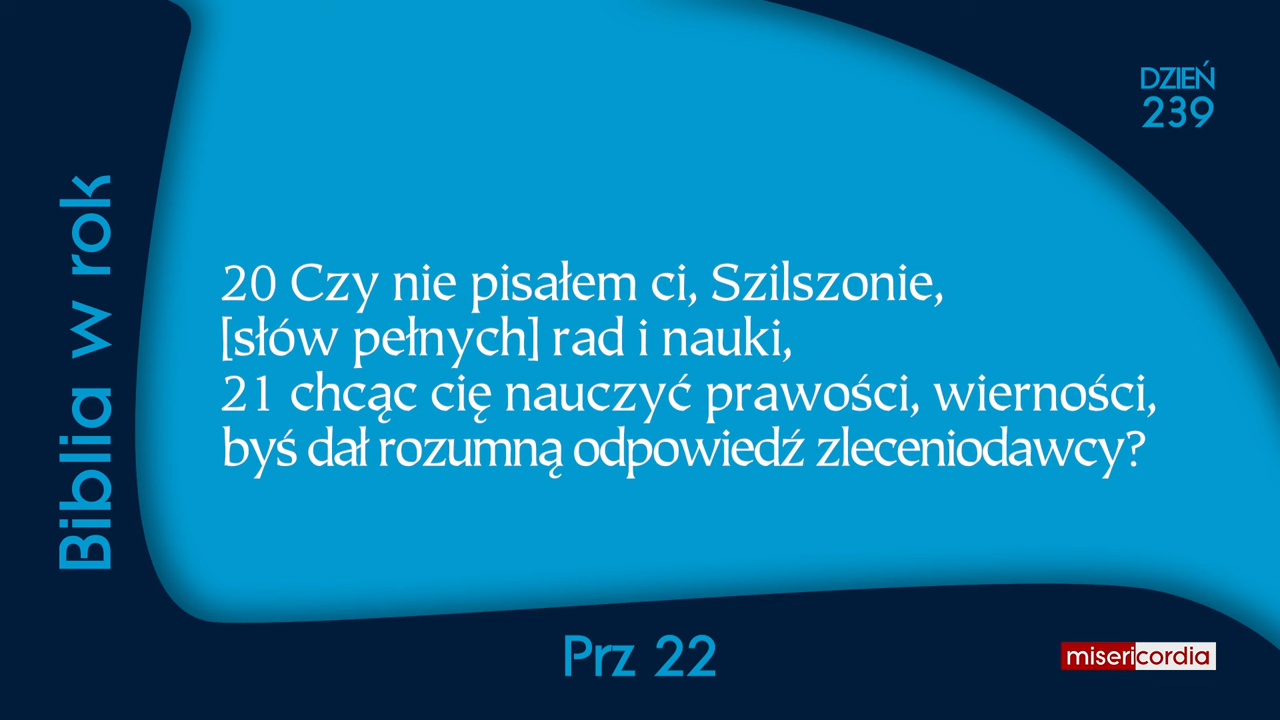 DZIEŃ
239
Biblia w rok
20 Czy nie pisałem ci, Szilszonie,
[słów pełnych] rad i nauki,
21 chcąc cię nauczyć prawości, wierności,
byś dał rozumną odpowiedź zleceniodawcy?
Prz 22
misericordia